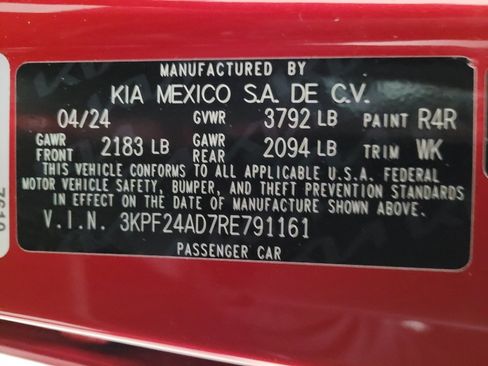 MANUFACTURED BY
KIA MEXICO S.A. DE C.V.
04/24 GVWR 3792 LB PAINT R4R
GAWR FRONT 2183 LB GAWR REAR 2094 LB TRIM WK
THIS VEHICLE CONFORMS TO ALL APPLICABLE U.S.A. FEDERAL
MOTOR VEHICLE SAFETY, BUMPER, AND THEFT PREVENTION STANDARDS
IN EFFECT ON THE DATE OF MANUFACTURE SHOWN ABOVE.
V.I.N. 3KPF24AD7RE791161
PASSENGER CAR